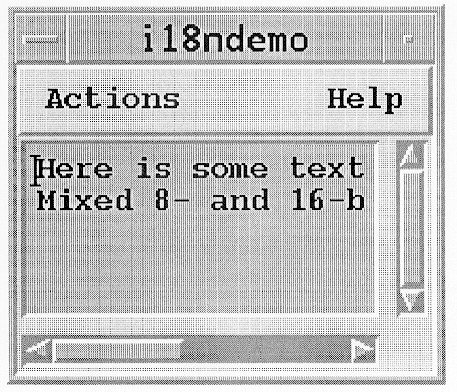 i18ndemo
Actions Help
Here is some text
Mixed 8- and 16-b